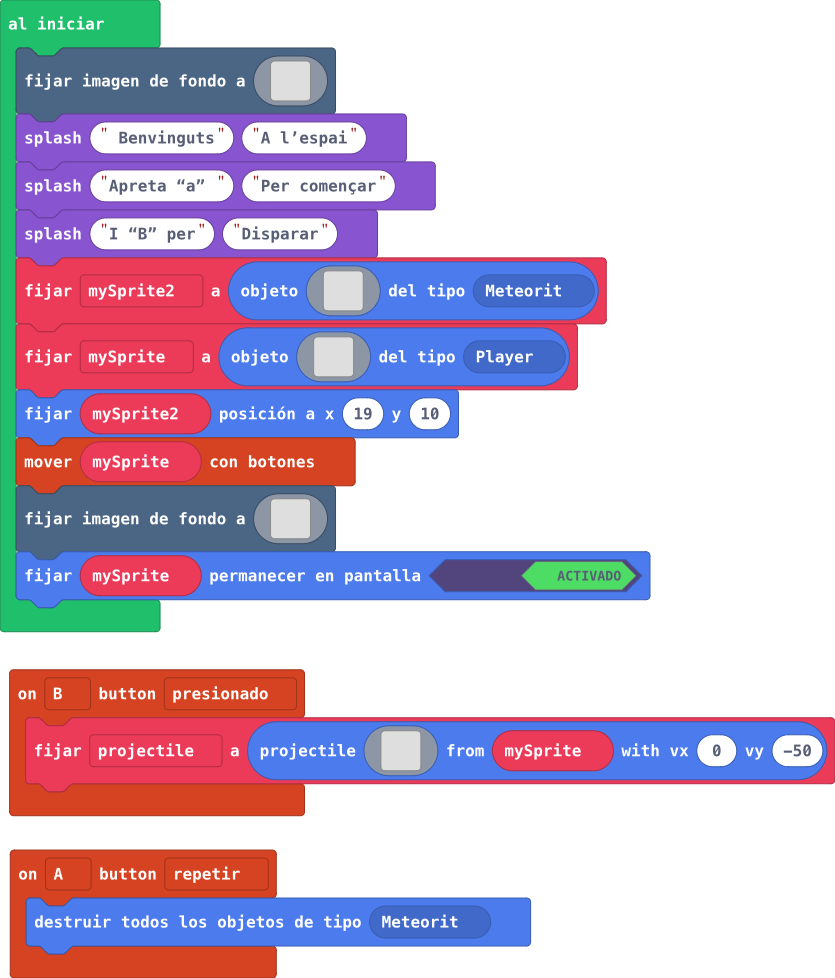 al iniciar
fijar imagen de fondo a
splash " Benvinguts" "A l’espai"
splash "Apreta “a” " "Per començar"
splash "I “B” per" "Disparar"
fijar mySprite2 a objeto del tipo Meteorit
fijar mySprite a objeto del tipo Player
fijar mySprite2 posición a x 19 y 10
mover mySprite con botones
fijar imagen de fondo a
fijar mySprite permanecer en pantalla ACTIVADO
on B button presionado
fijar projectile a projectile from mySprite with vx 0 vy −50
on A button repetir
destruir todos los objetos de tipo Meteorit